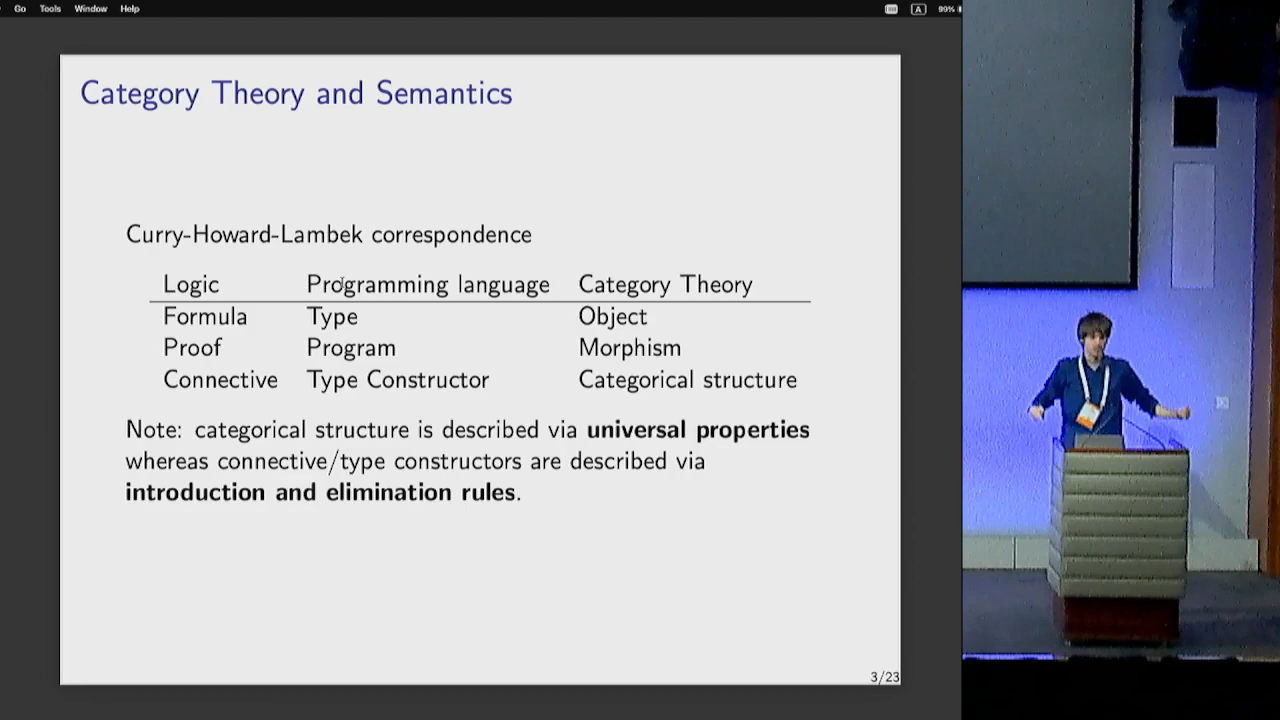 Go Tools Window Help A 99%
Category Theory and Semantics
Curry-Howard-Lambek correspondence
Logic Programming language Category Theory
Formula Type Object
Proof Program Morphism
Connective Type Constructor Categorical structure
Note: categorical structure is described via universal properties
whereas connective/type constructors are described via
introduction and elimination rules.
3/23